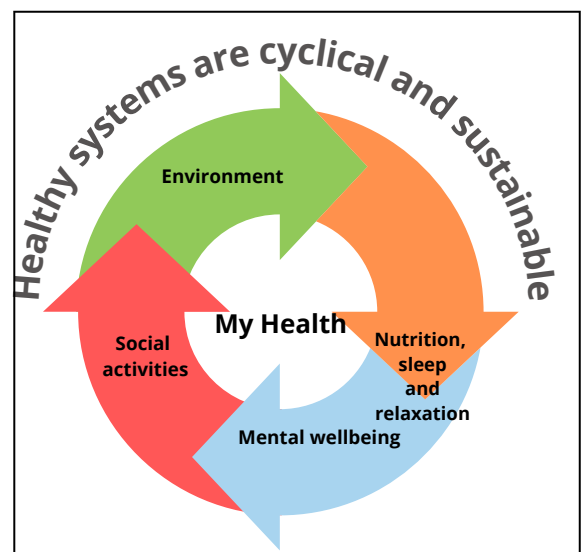 Healthy systems are cyclical and sustainable
Environment
My Health
Nutrition,
sleep
and
relaxation
Mental wellbeing
Social
activities